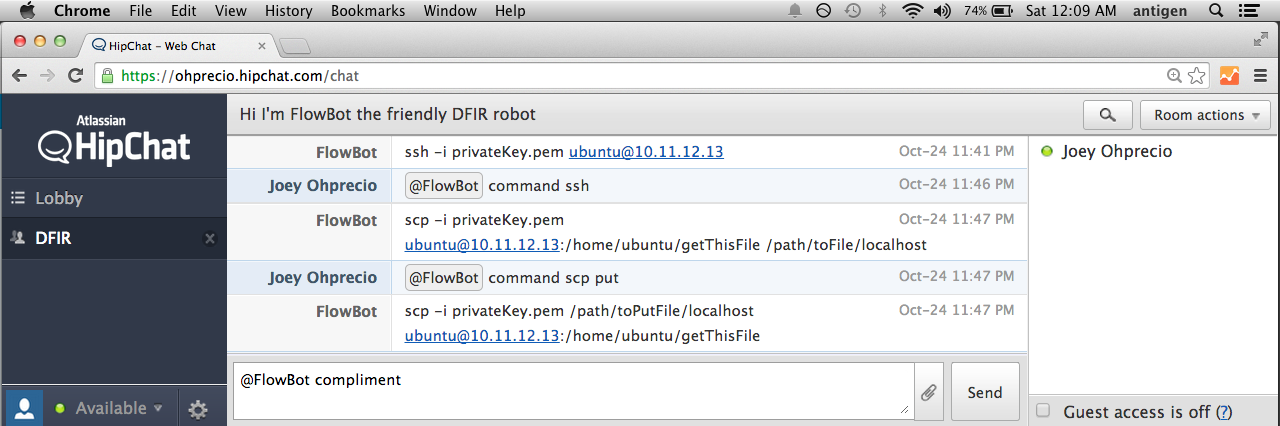 Chrome File Edit View History Bookmarks Window Help 74% Sat 12:09 AM antigen
HipChat – Web Chat
https://ohprecio.hipchat.com/chat
Atlassian
HipChat
Hi I'm FlowBot the friendly DFIR robot
Room actions
Lobby
DFIR
FlowBot ssh -i privateKey.pem ubuntu@10.11.12.13 Oct-24 11:41 PM
Joey Ohprecio @FlowBot command ssh Oct-24 11:46 PM
FlowBot scp -i privateKey.pem Oct-24 11:47 PM
ubuntu@10.11.12.13:/home/ubuntu/getThisFile /path/toFile/localhost
Joey Ohprecio @FlowBot command scp put Oct-24 11:47 PM
FlowBot scp -i privateKey.pem /path/toPutFile/localhost Oct-24 11:47 PM
ubuntu@10.11.12.13:/home/ubuntu/getThisFile
@FlowBot compliment
Send
Available
Joey Ohprecio
Guest access is off (?)